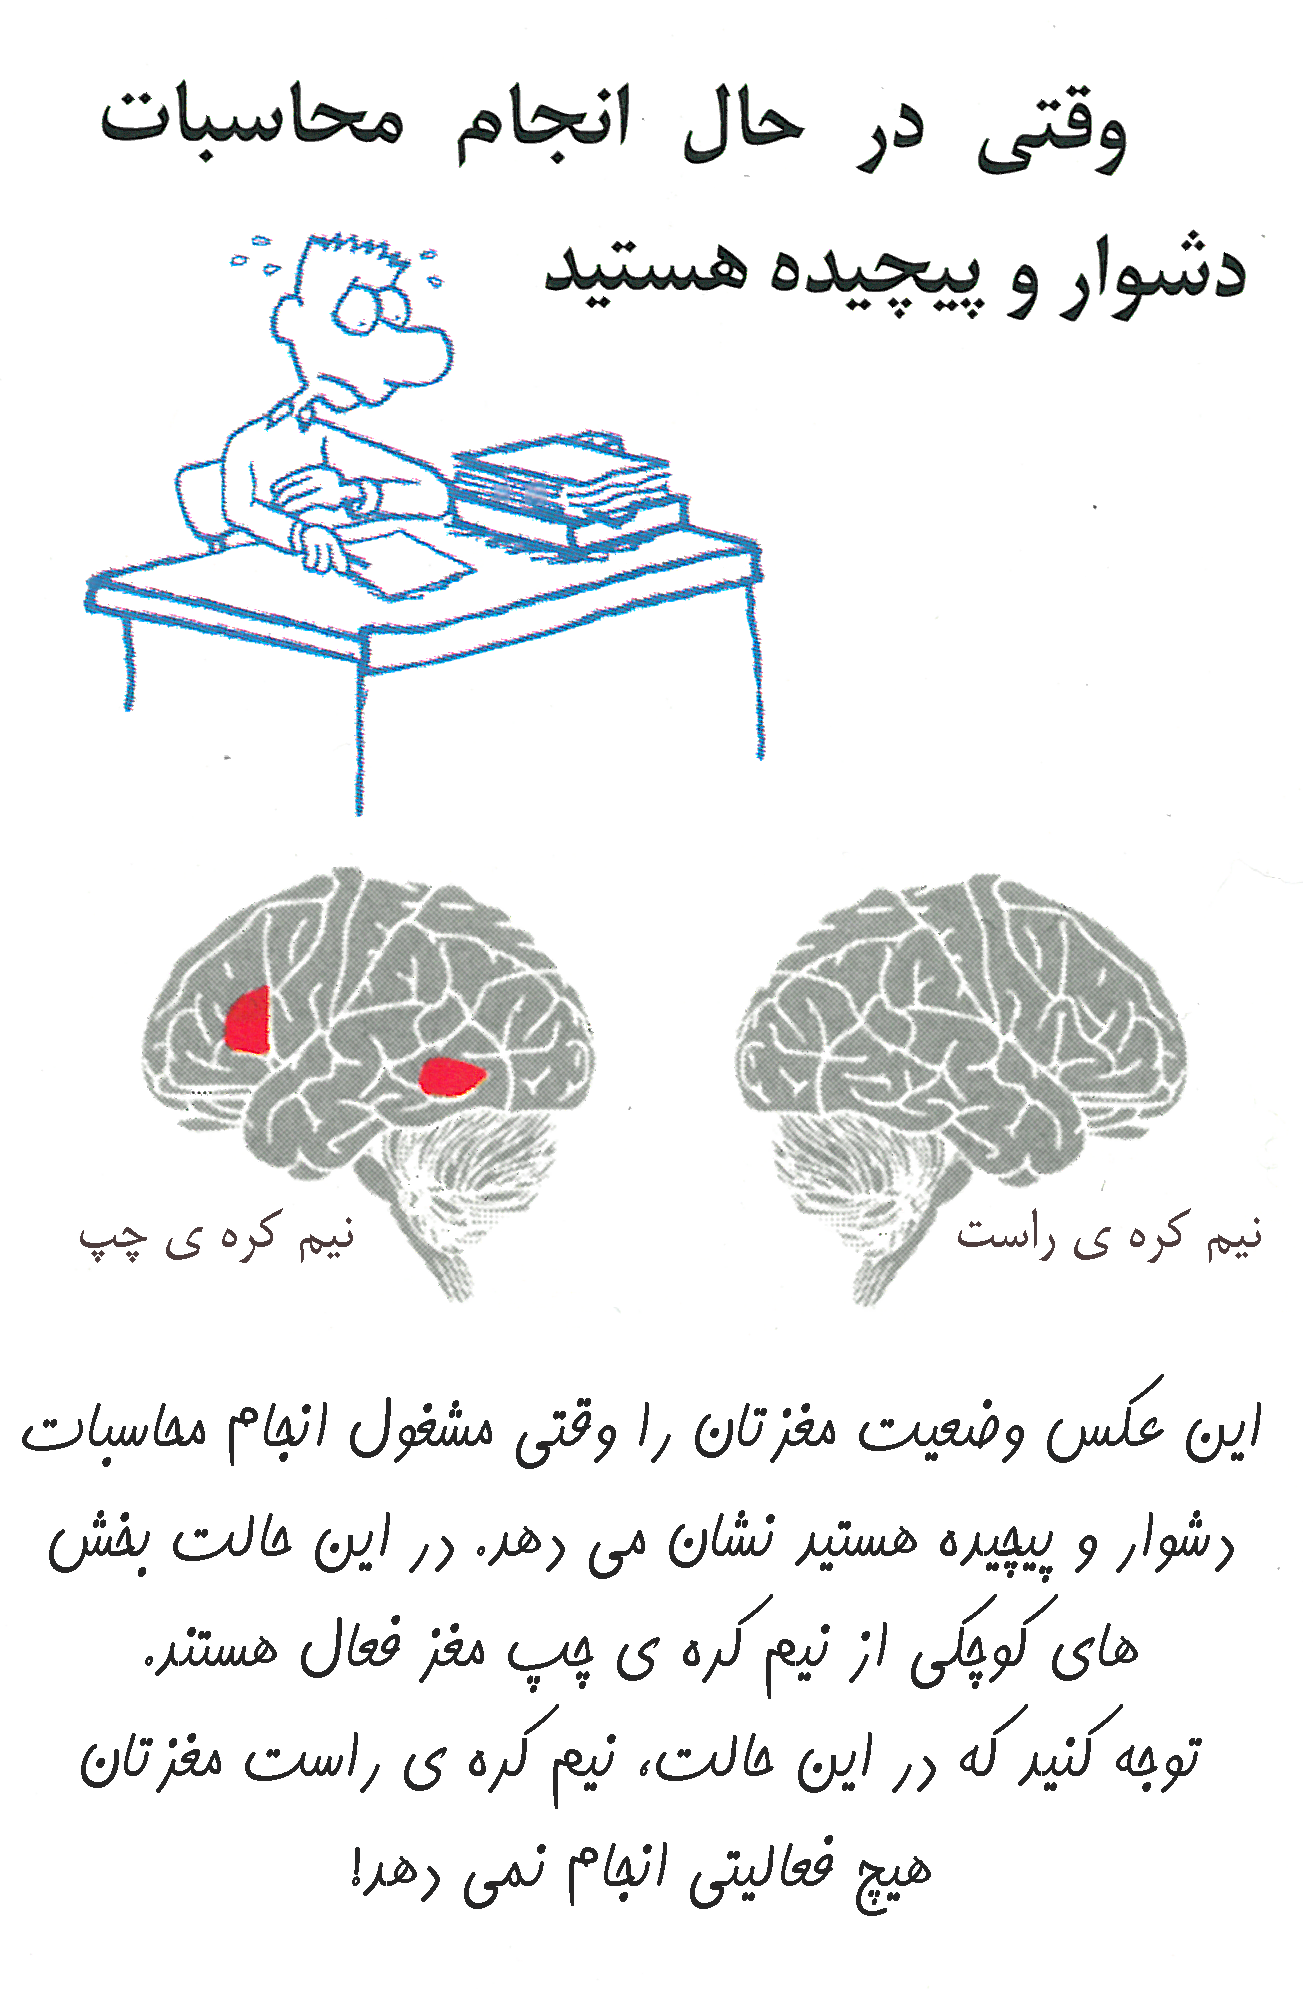 وقتی در حال انجام محاسبات
دشوار و پیچیده هستید
نیم کره ی راست
نیم کره ی چپ
این عکس وضعیت مغزتان را وقتی مشغول انجام محاسبات
دشوار و پیچیده هستید نشان می دهد. در این حالت بخش
های کوچکی از نیم کره ی چپ مغز فعال هستند.
توجه کنید که در این حالت، نیم کره ی راست مغزتان
هیچ فعالیتی انجام نمی دهد!